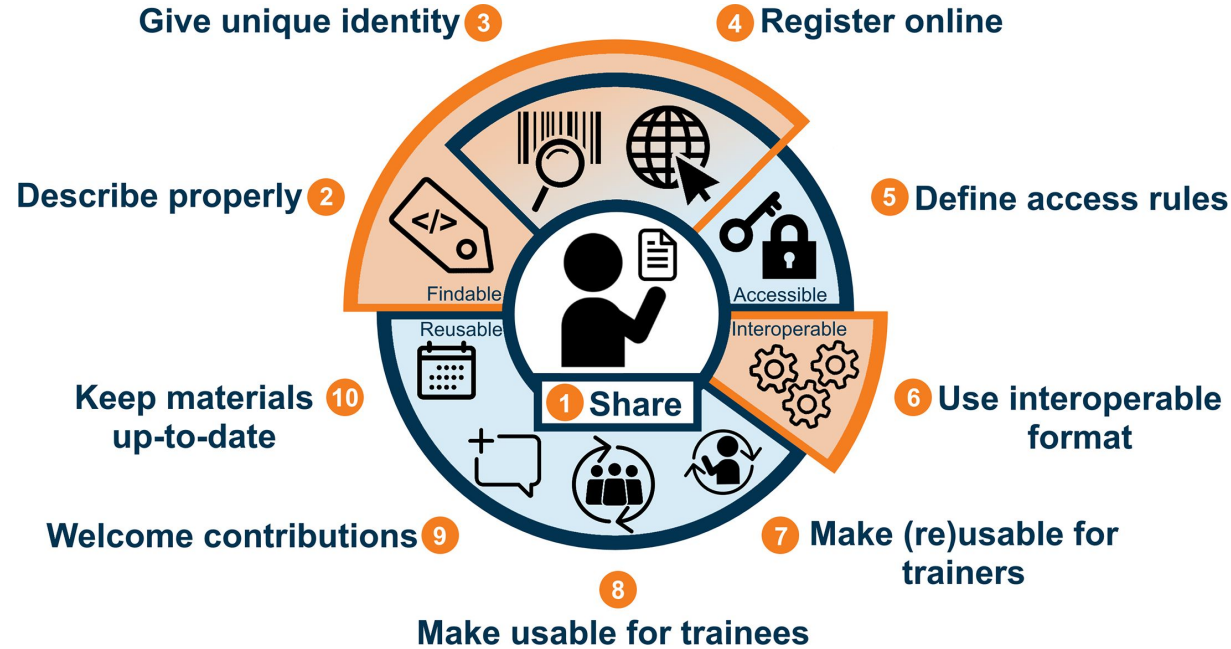 Give unique identity 3
4 Register online
Describe properly 2
5 Define access rules
</>
Findable
Accessible
Reusable
Interoperable
1 Share
Keep materials 10
up-to-date
6 Use interoperable
format
Welcome contributions 9
7 Make (re)usable for
trainers
8
Make usable for trainees